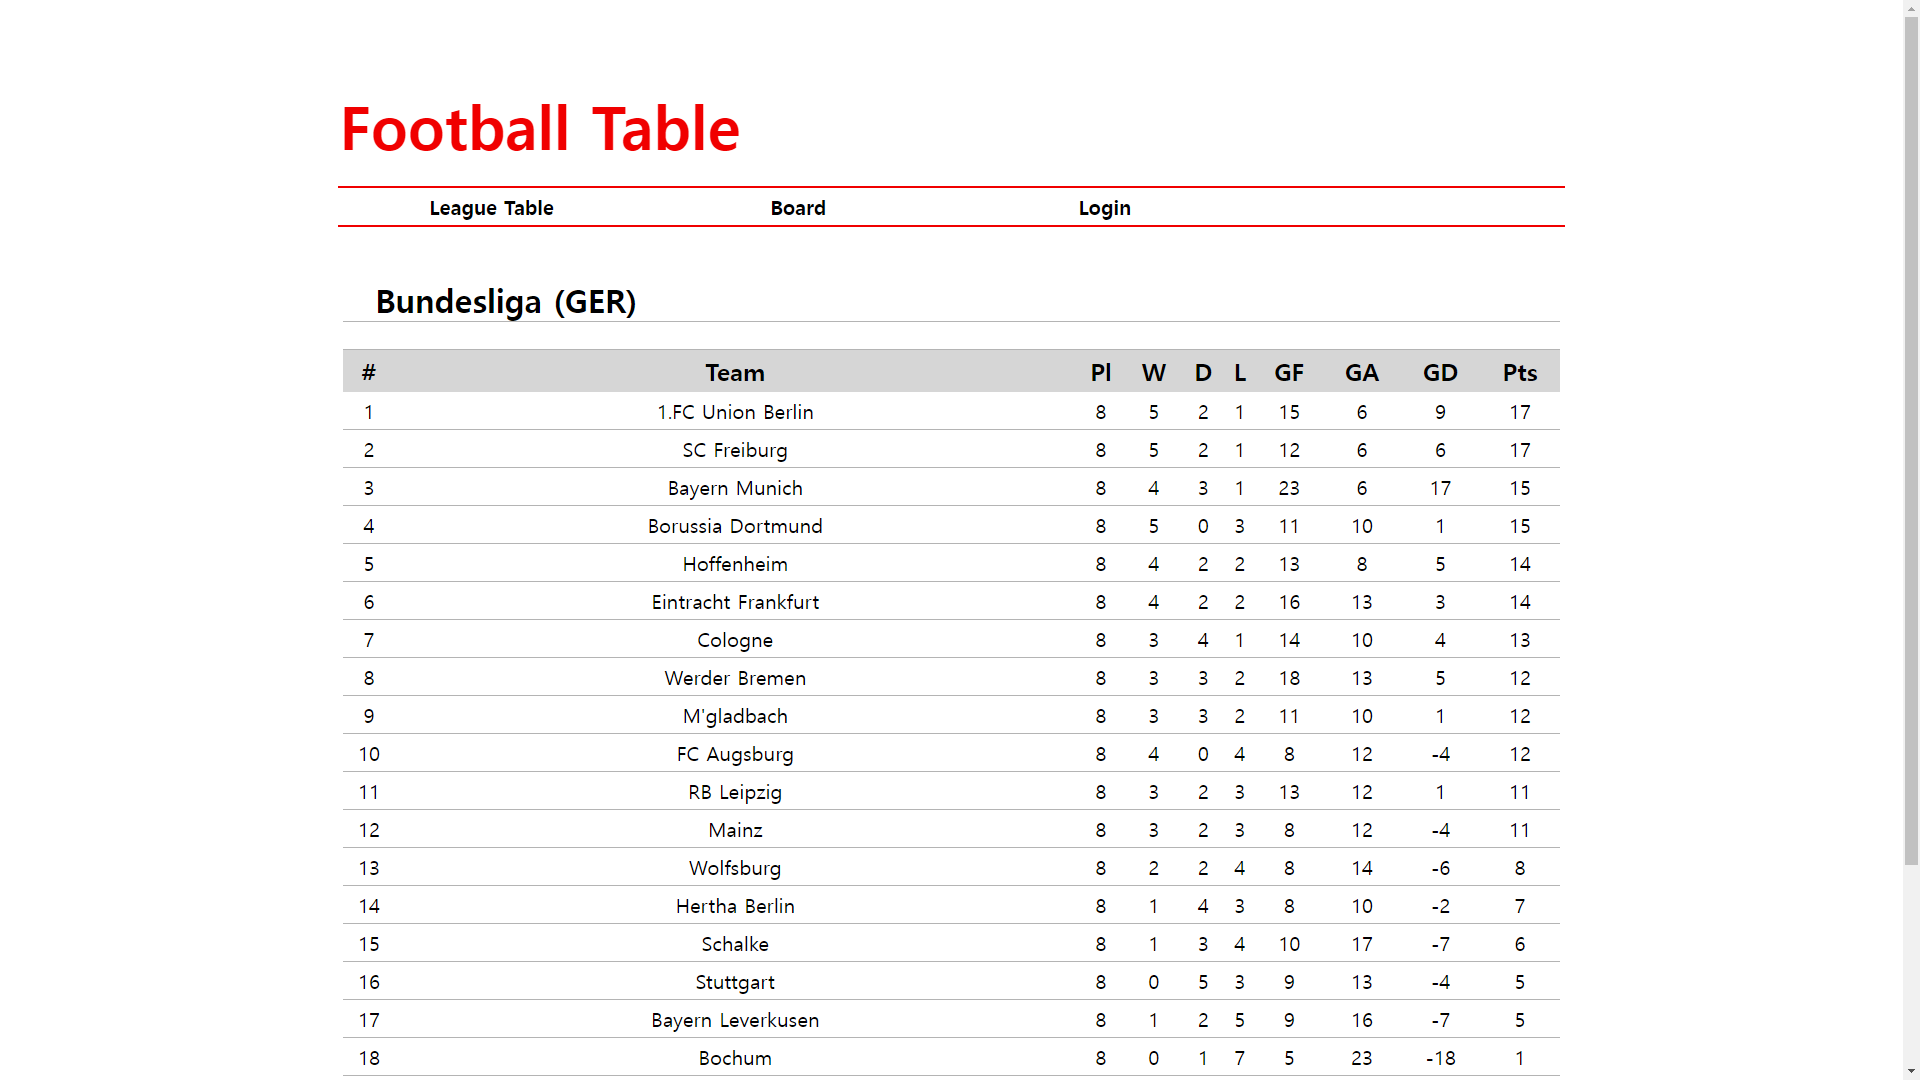 Football Table
League Table Board Login
Bundesliga (GER)
# Team Pl W D L GF GA GD Pts
1 1.FC Union Berlin 8 5 2 1 15 6 9 17
2 SC Freiburg 8 5 2 1 12 6 6 17
3 Bayern Munich 8 4 3 1 23 6 17 15
4 Borussia Dortmund 8 5 0 3 11 10 1 15
5 Hoffenheim 8 4 2 2 13 8 5 14
6 Eintracht Frankfurt 8 4 2 2 16 13 3 14
7 Cologne 8 3 4 1 14 10 4 13
8 Werder Bremen 8 3 3 2 18 13 5 12
9 M'gladbach 8 3 3 2 11 10 1 12
10 FC Augsburg 8 4 0 4 8 12 -4 12
11 RB Leipzig 8 3 2 3 13 12 1 11
12 Mainz 8 3 2 3 8 12 -4 11
13 Wolfsburg 8 2 2 4 8 14 -6 8
14 Hertha Berlin 8 1 4 3 8 10 -2 7
15 Schalke 8 1 3 4 10 17 -7 6
16 Stuttgart 8 0 5 3 9 13 -4 5
17 Bayern Leverkusen 8 1 2 5 9 16 -7 5
18 Bochum 8 0 1 7 5 23 -18 1